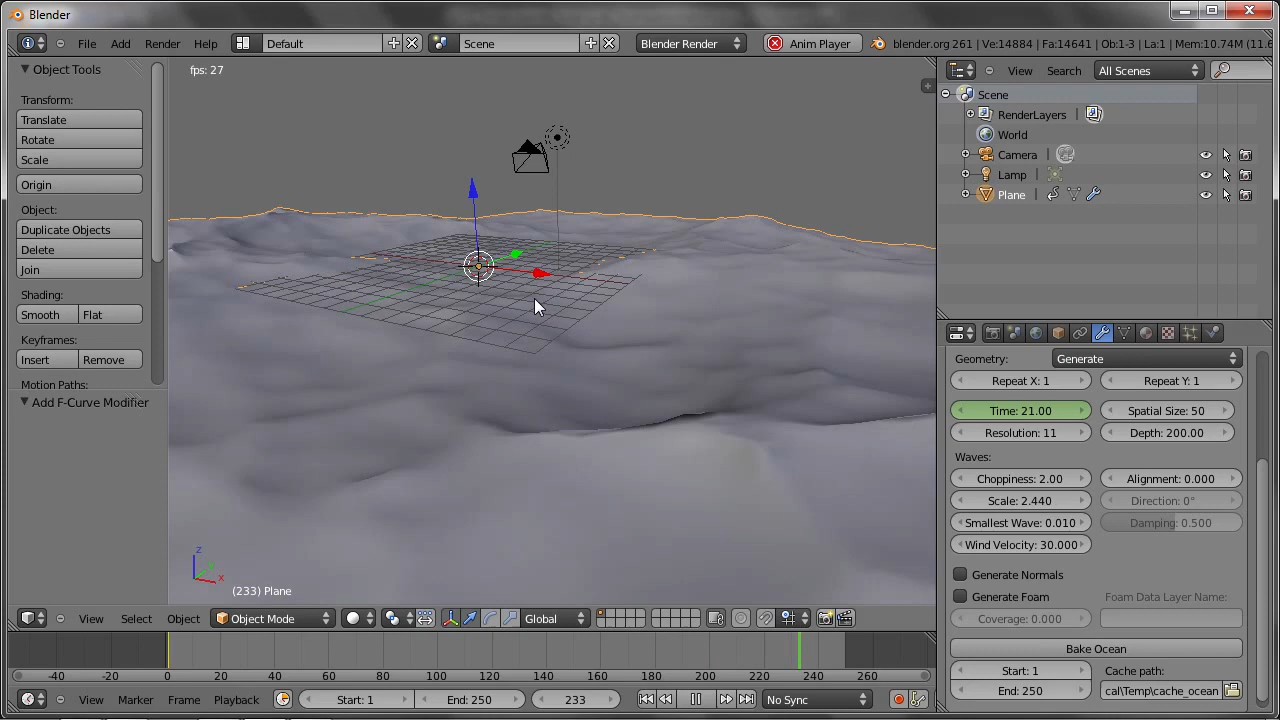 Blender
File Add Render Help Default Scene Blender Render Anim Player blender.org 261 | Ve:14884 | Fa:14641 | Ob:1-3 | La:1 | Mem:10.74M (11.6
Object Tools
fps: 27
View Search All Scenes
Transform:
Translate
Rotate
Scale
Origin
Object:
Duplicate Objects
Delete
Join
Shading:
Smooth Flat
Keyframes:
Insert Remove
Motion Paths:
Add F-Curve Modifier
Scene
RenderLayers |
World
Camera |
Lamp |
Plane |
Geometry: Generate
Repeat X: 1 Repeat Y: 1
Time: 21.00 Spatial Size: 50
Resolution: 11 Depth: 200.00
Waves:
Choppiness: 2.00 Alignment: 0.000
Scale: 2.440 Direction: 0°
Smallest Wave: 0.010 Damping: 0.500
Wind Velocity: 30.000
Generate Normals
Generate Foam Foam Data Layer Name:
Coverage: 0.000
Bake Ocean
Start: 1 Cache path:
End: 250 cal\Temp\cache_ocean
z
x
(233) Plane
View Select Object Object Mode Global
-40 -20 0 20 40 60 80 100 120 140 160 180 200 220 240 260
View Marker Frame Playback Start: 1 End: 250 233 No Sync